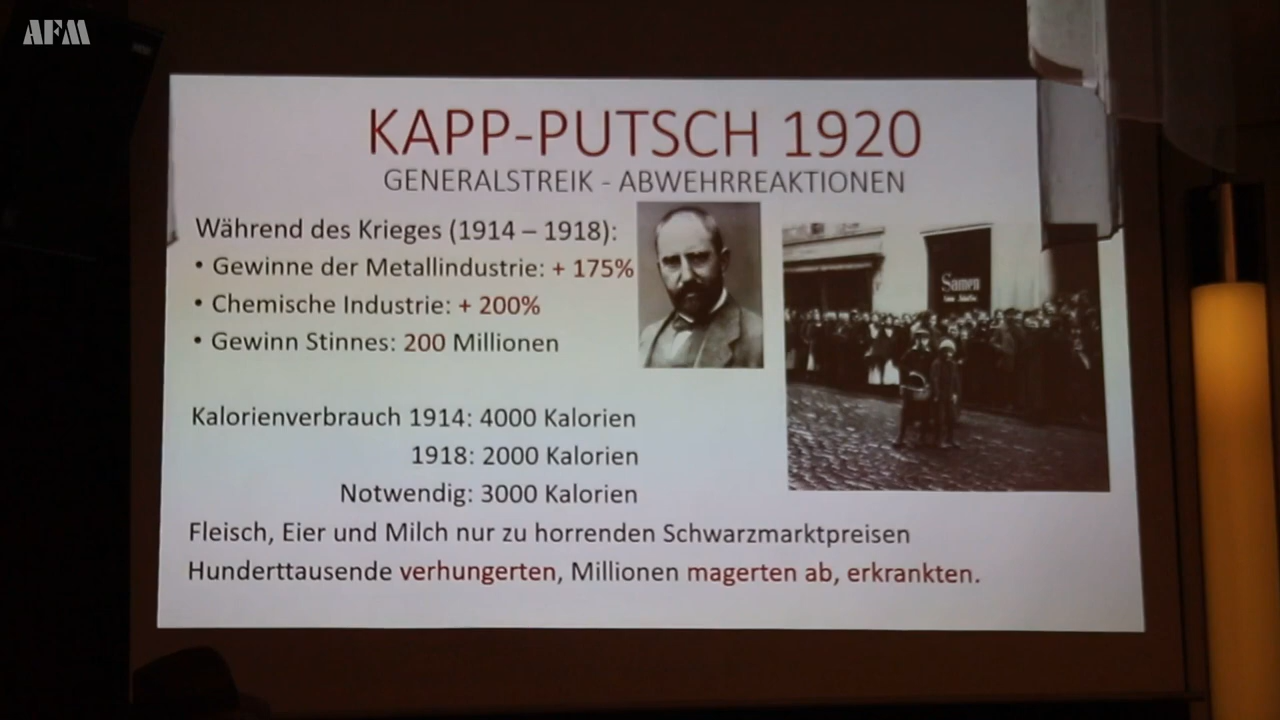 AFM
KAPP-PUTSCH 1920
GENERALSTREIK - ABWEHRREAKTIONEN
Während des Krieges (1914 – 1918):
• Gewinne der Metallindustrie: + 175%
• Chemische Industrie: + 200%
• Gewinn Stinnes: 200 Millionen
Samen
Kalorienverbrauch 1914: 4000 Kalorien
1918: 2000 Kalorien
Notwendig: 3000 Kalorien
Fleisch, Eier und Milch nur zu horrenden Schwarzmarktpreisen
Hunderttausende verhungerten, Millionen magerten ab, erkrankten.